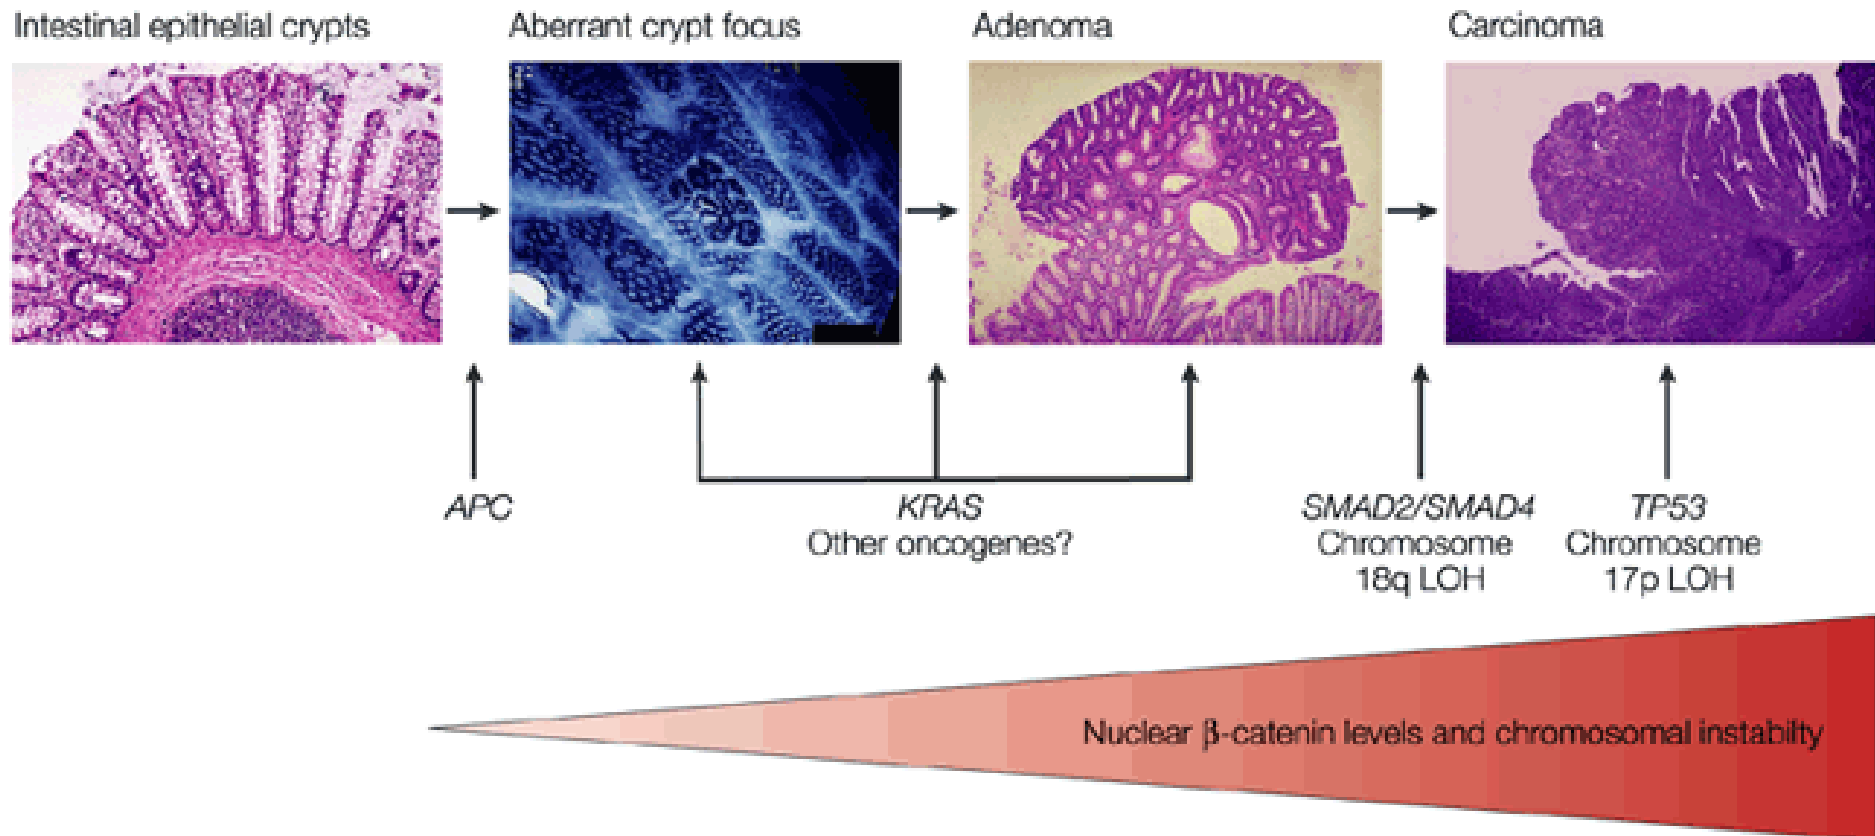 Intestinal epithelial crypts
Aberrant crypt focus
Adenoma
Carcinoma
APC
KRAS
Other oncogenes?
SMAD2/SMAD4
Chromosome
18q LOH
TP53
Chromosome
17p LOH
Nuclear β-catenin levels and chromosomal instabilty